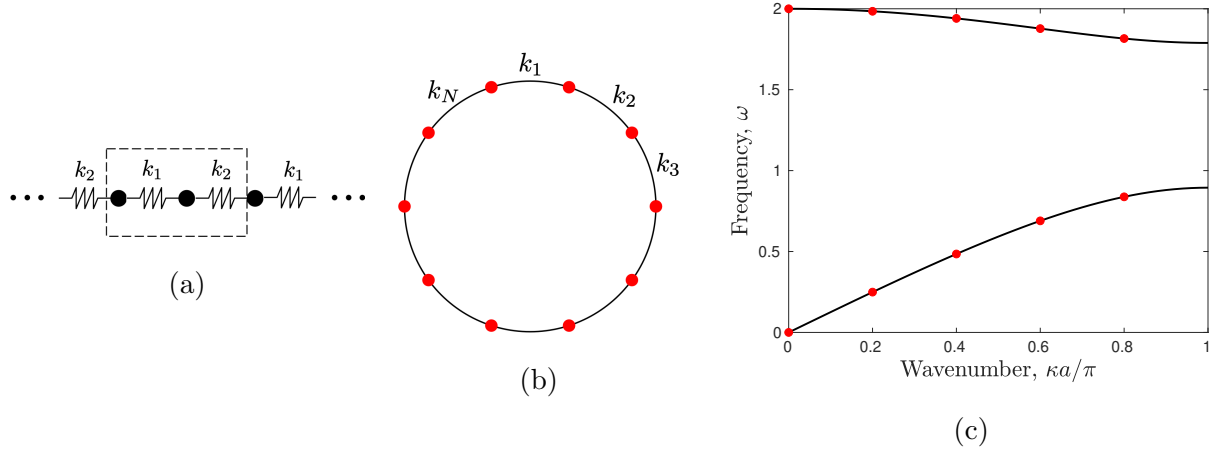 k₂ k₁ k₂ k₁
(a)
k₁
k_N k₂
k₃
(b)
2
1.5
1
0.5
0
Frequency, ω
0 0.2 0.4 0.6 0.8 1
Wavenumber, κa/π
(c)